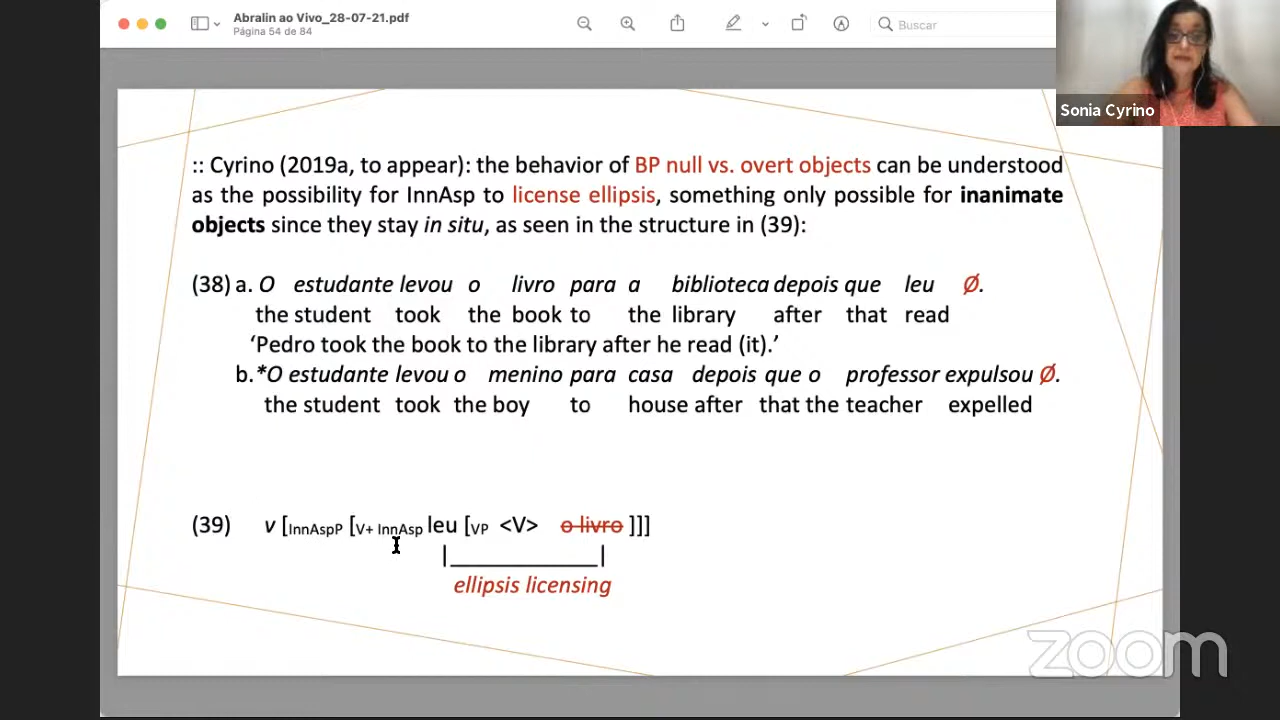 Abralin ao Vivo_28-07-21.pdf
Página 54 de 84
Buscar
Sonia Cyrino
:: Cyrino (2019a, to appear): the behavior of BP null vs. overt objects can be understood
as the possibility for InnAsp to license ellipsis, something only possible for inanimate
objects since they stay in situ, as seen in the structure in (39):
(38) a. O estudante levou o livro para a biblioteca depois que leu Ø.
the student took the book to the library after that read
‘Pedro took the book to the library after he read (it).’
b.*O estudante levou o menino para casa depois que o professor expulsou Ø.
the student took the boy to house after that the teacher expelled
(39) v [InnAspP [V+ InnAsp leu [VP <V> o livro ]]]
ellipsis licensing
zoom